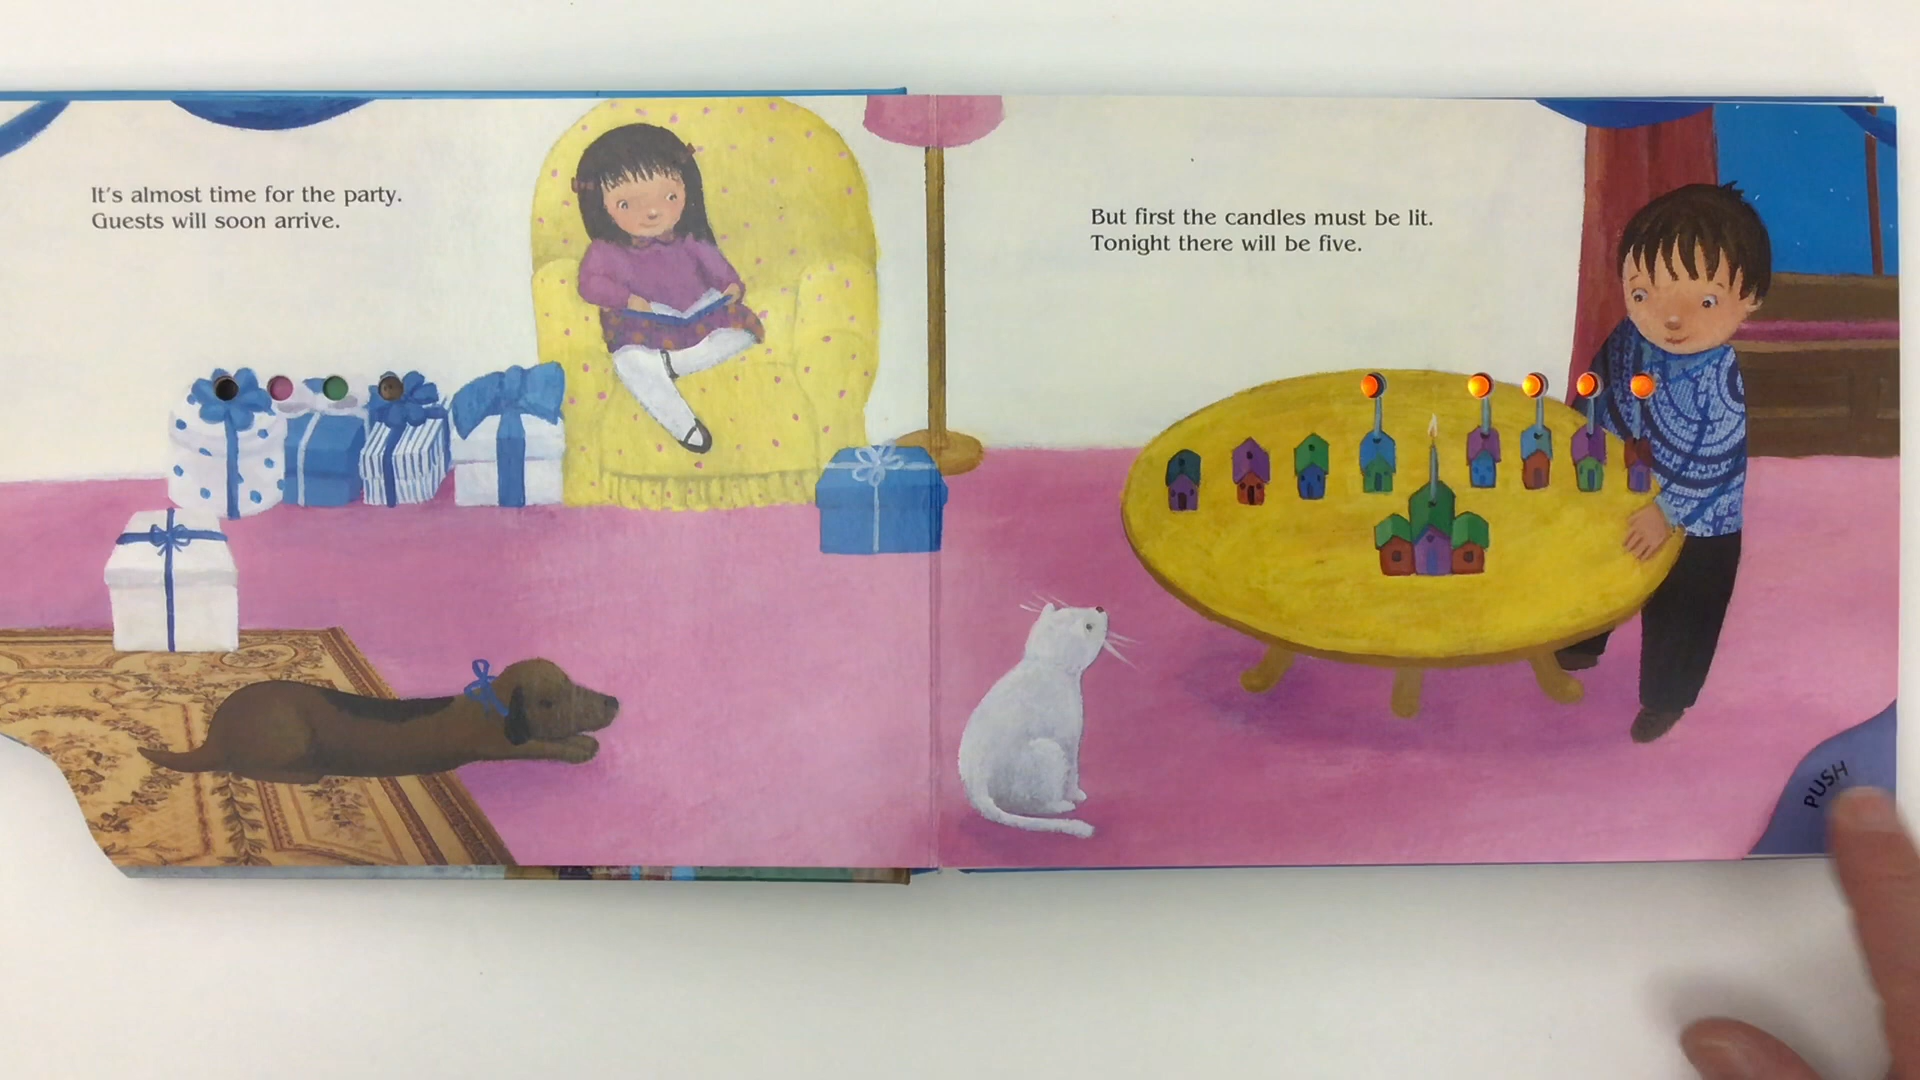 It's almost time for the party.
Guests will soon arrive.
But first the candles must be lit.
Tonight there will be five.
PUSH